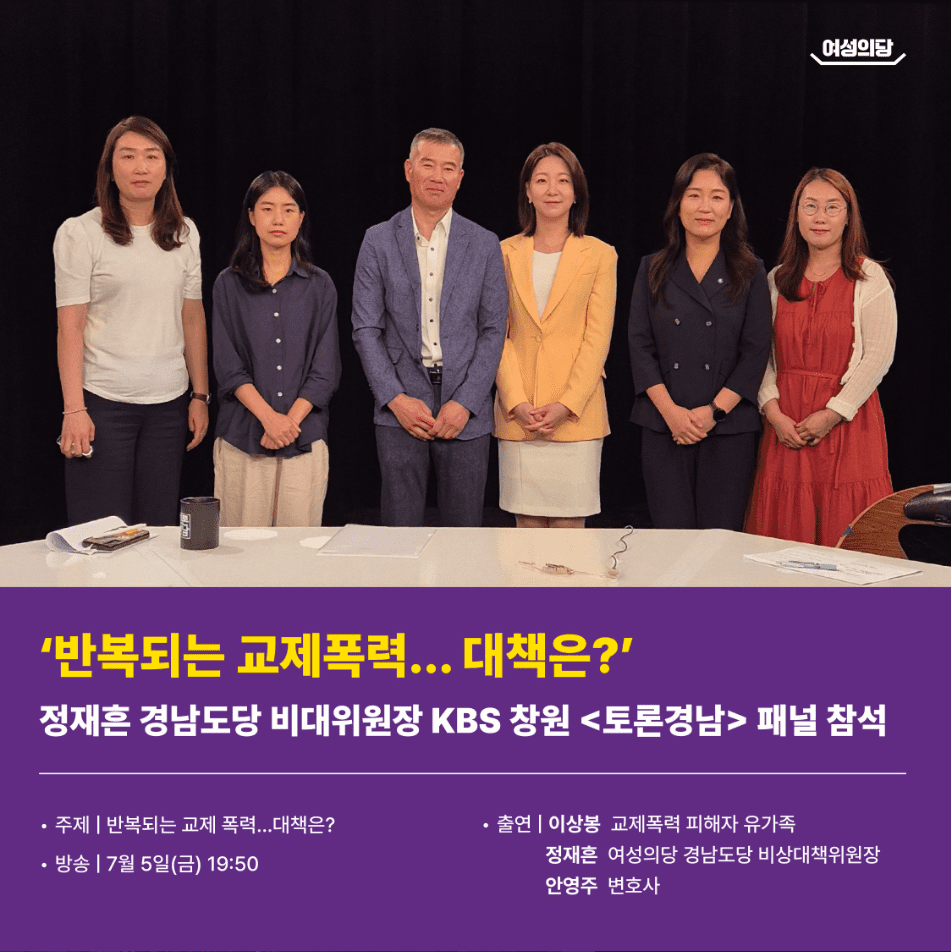 여성의당
‘반복되는 교제폭력... 대책은?’
정재흔 경남도당 비대위원장 KBS 창원 <토론경남> 패널 참석
• 주제 | 반복되는 교제 폭력...대책은?
• 방송 | 7월 5일(금) 19:50
• 출연 | 이상봉 교제폭력 피해자 유가족
정재흔 여성의당 경남도당 비상대책위원장
안영주 변호사